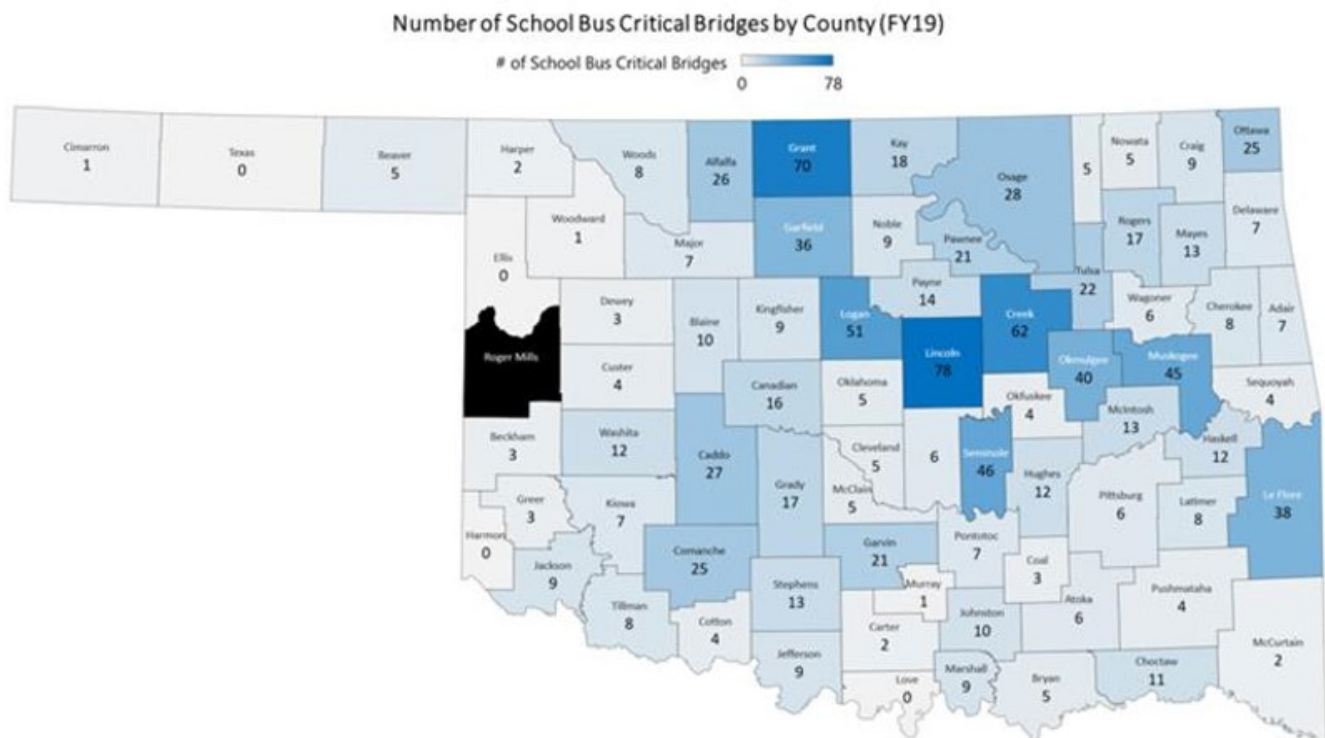 Number of School Bus Critical Bridges by County (FY19)
# of School Bus Critical Bridges
0 78
Cimarron
1
Texas
0
Beaver
5
Harper
2
Woods
8
Alfalfa
26
Grant
70
Kay
18
Osage
28
5
Nowata
5
Craig
9
Ottawa
25
Woodward
1
Major
7
Garfield
36
Noble
9
Pawnee
21
Rogers
17
Mayes
13
Delaware
7
Ellis
0
Dewey
3
Blaine
10
Kingfisher
9
Logan
51
Payne
14
Creek
62
Tulsa
22
Wagoner
6
Cherokee
8
Adair
7
Roger Mills
Custer
4
Canadian
16
Oklahoma
5
Lincoln
78
Okfuskee
4
Okmulgee
40
Muskogee
45
Sequoyah
4
Beckham
3
Washita
12
Caddo
27
Grady
17
Cleveland
5
McClain
5
6
Seminole
46
Hughes
12
McIntosh
13
Haskell
12
Pittsburg
6
Latimer
8
Le Flore
38
Greer
3
Harmon
0
Kiowa
7
Jackson
9
Comanche
25
Tillman
8
Cotton
4
Stephens
13
Jefferson
9
Garvin
21
Murray
1
Pontotoc
7
Coal
3
Carter
2
Love
0
Johnston
10
Marshall
9
Atoka
6
Bryan
5
Pushmataha
4
Choctaw
11
McCurtain
2